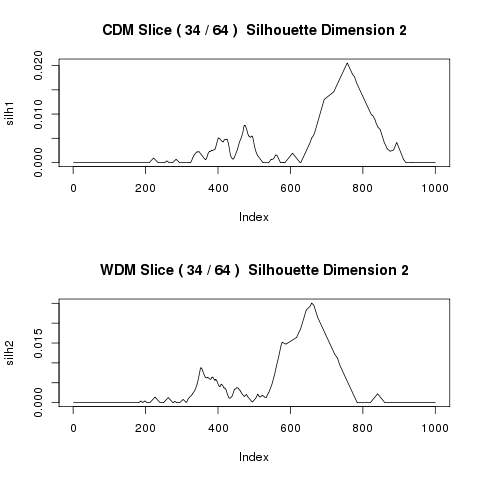 CDM Slice ( 34 / 64 )  Silhouette Dimension 2
silh1
0.000 0.010 0.020
0 200 400 600 800 1000
Index
WDM Slice ( 34 / 64 )  Silhouette Dimension 2
silh2
0.000 0.015
0 200 400 600 800 1000
Index